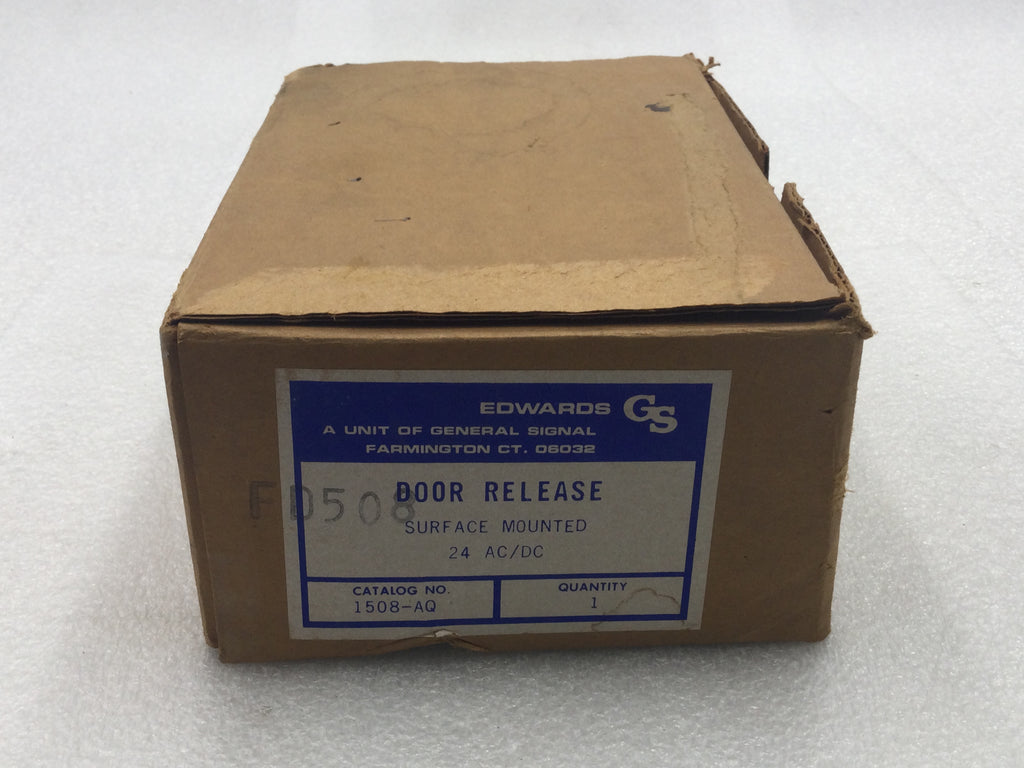 EDWARDS GS
A UNIT OF GENERAL SIGNAL
FARMINGTON CT. 06032
DOOR RELEASE
FD508
SURFACE MOUNTED
24 AC/DC
CATALOG NO.
1508-AQ
QUANTITY
1